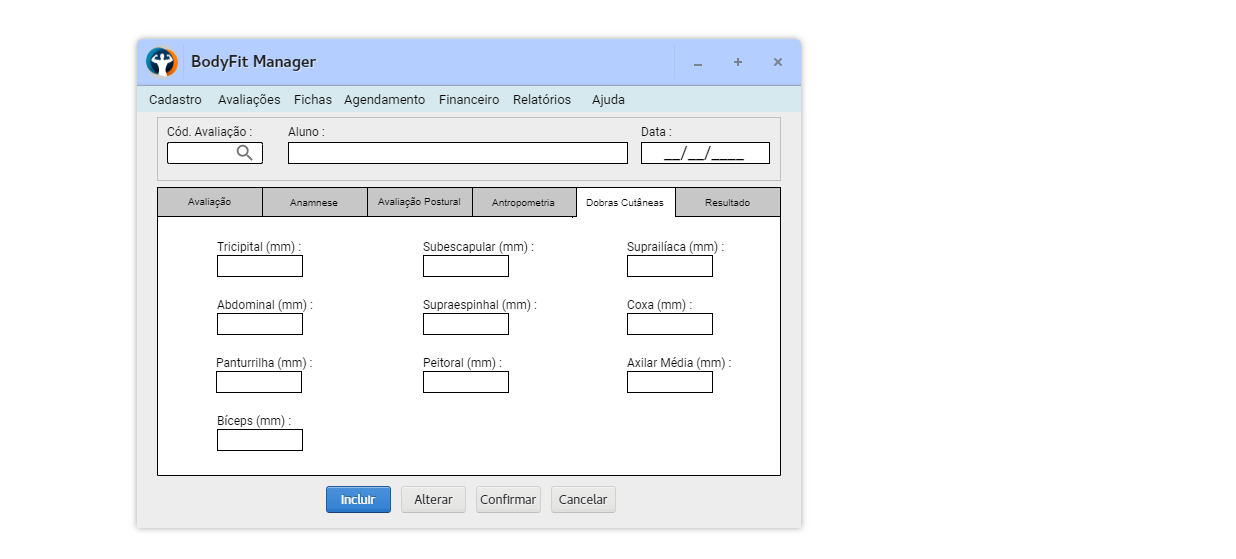 BodyFit Manager
Cadastro Avaliações Fichas Agendamento Financeiro Relatórios Ajuda
Cód. Avaliação : Aluno : Data :
__/__/____
Avaliação Anamnese Avaliação Postural Antropometria Dobras Cutâneas Resultado
Tricipital (mm) : Subescapular (mm) : Suprailíaca (mm) :
Abdominal (mm) : Supraespinhal (mm) : Coxa (mm) :
Panturrilha (mm) : Peitoral (mm) : Axilar Média (mm) :
Bíceps (mm) :
Incluir Alterar Confirmar Cancelar